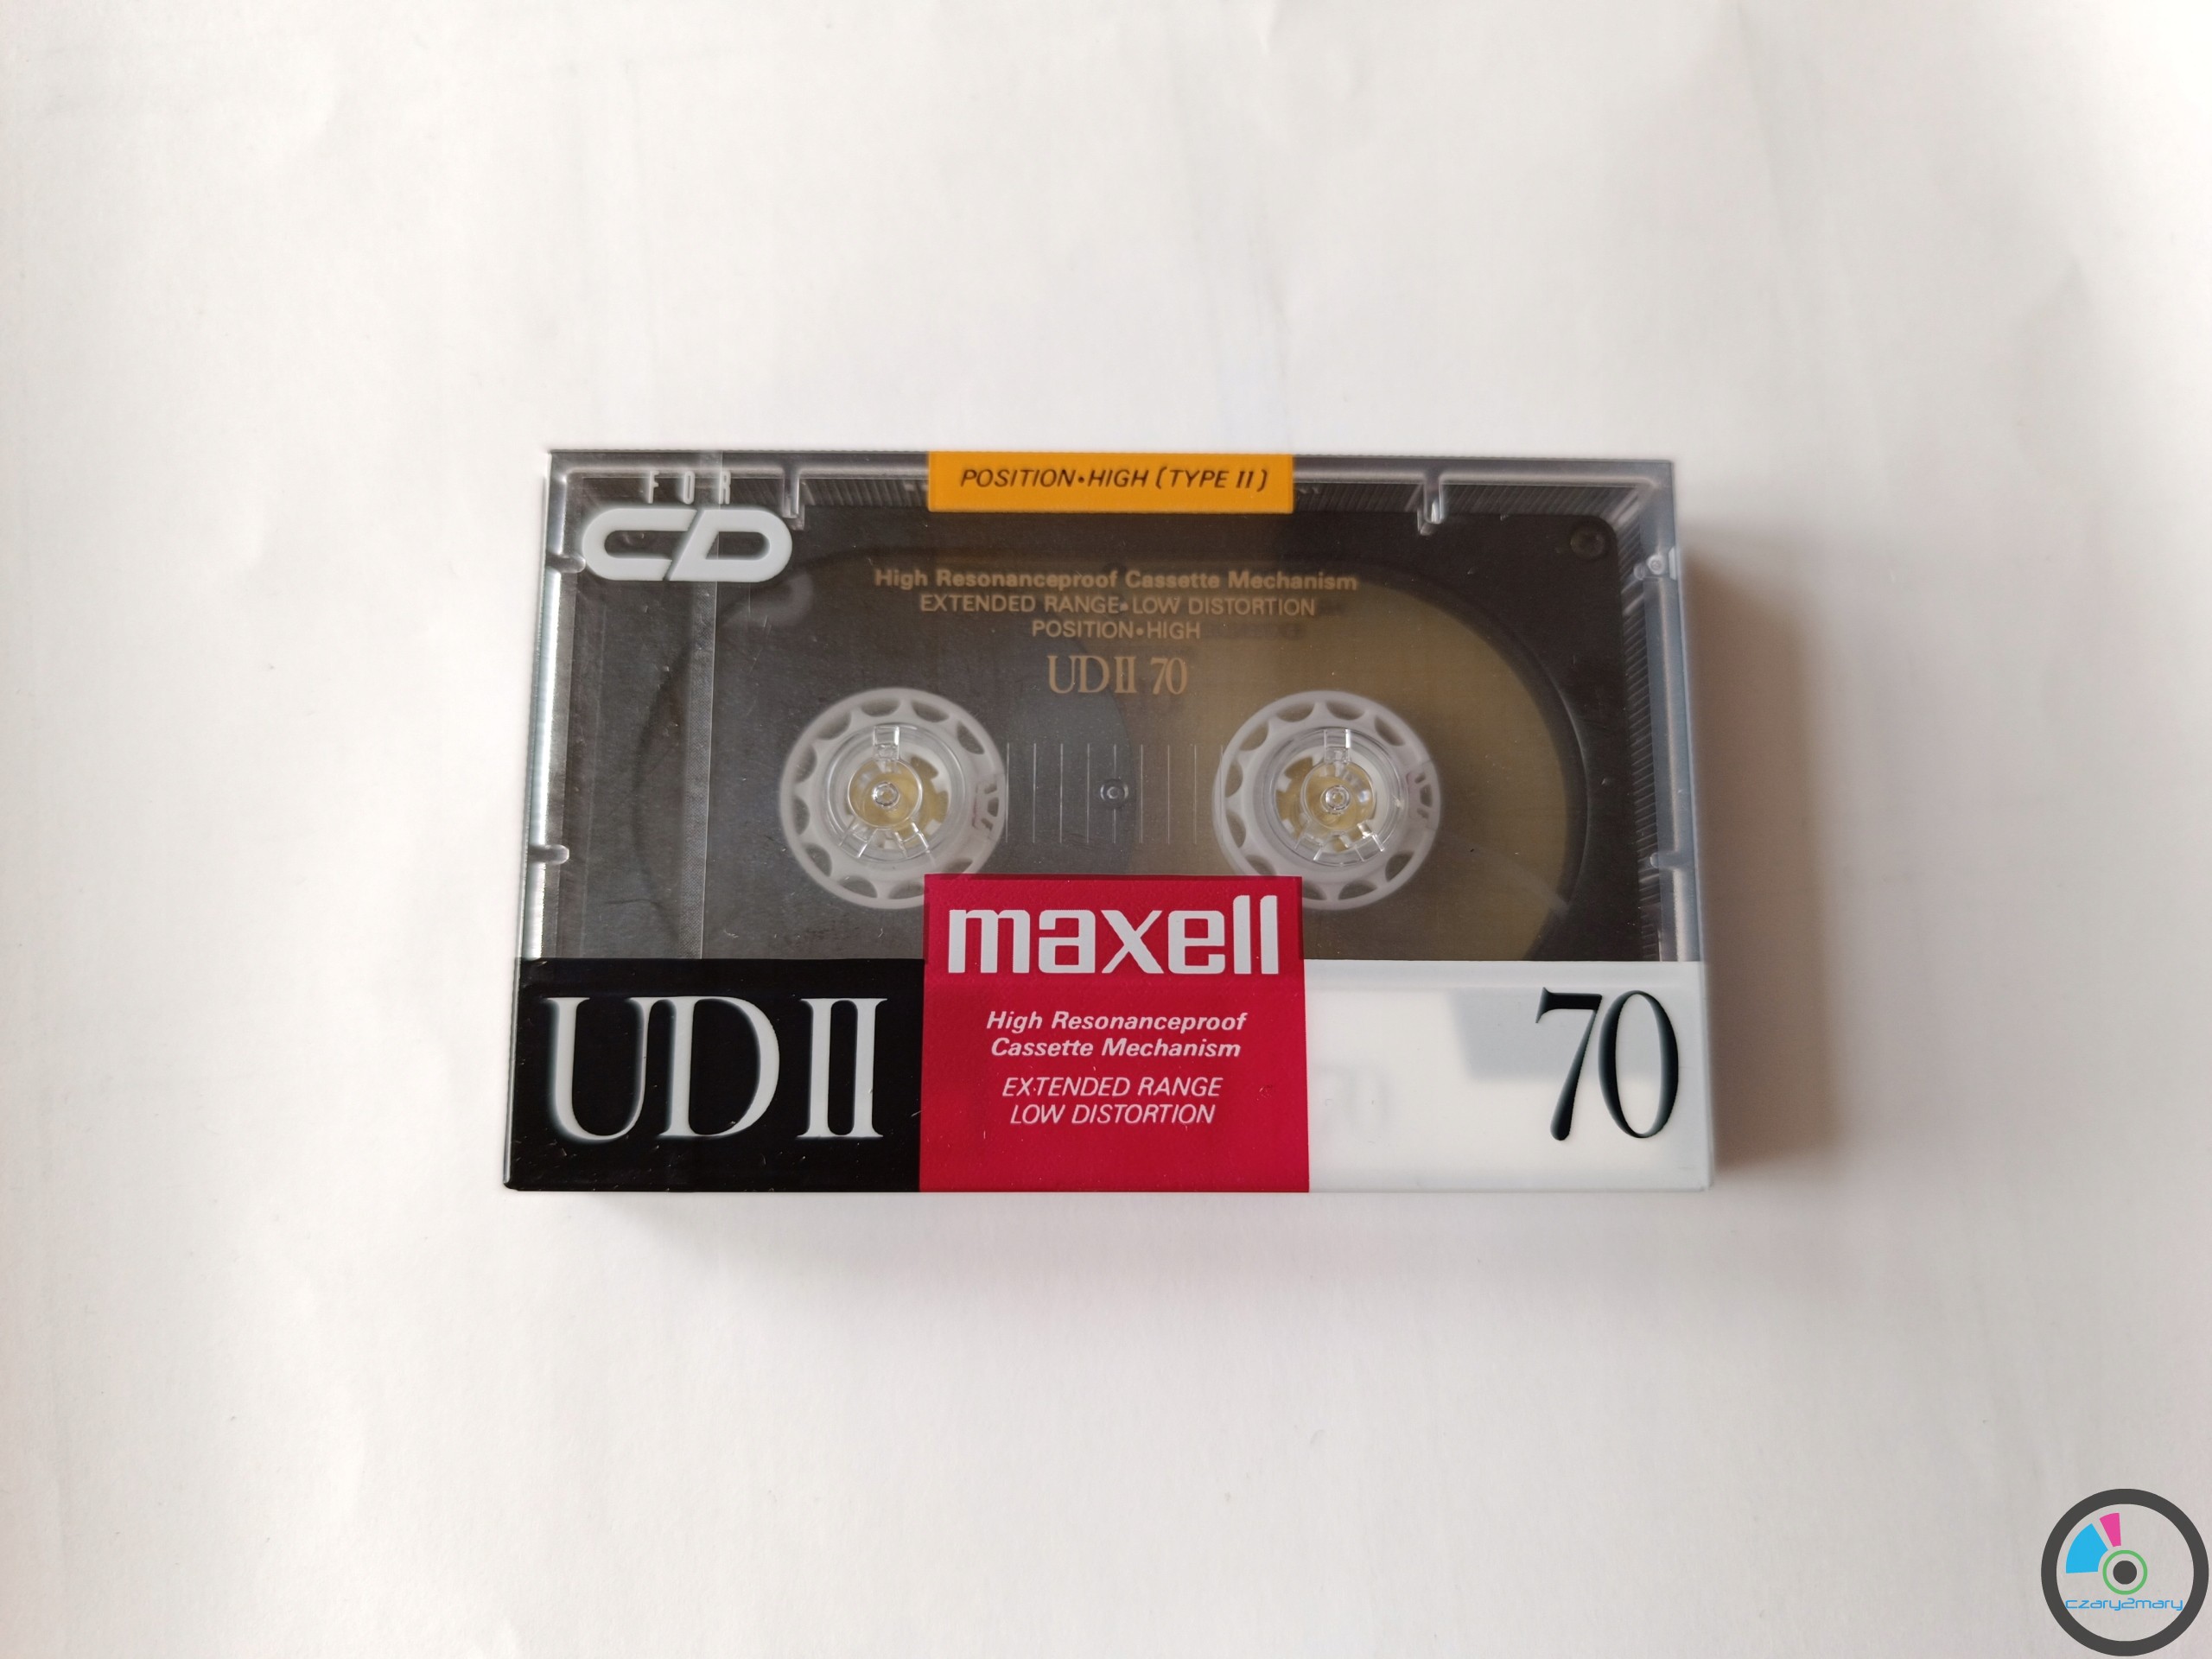 FOR
CD
POSITION•HIGH (TYPE II)
High Resonanceproof Cassette Mechanism
EXTENDED RANGE•LOW DISTORTION
POSITION•HIGH
UDII 70
maxell
UDII
High Resonanceproof
Cassette Mechanism
EXTENDED RANGE
LOW DISTORTION
70
czary2mary